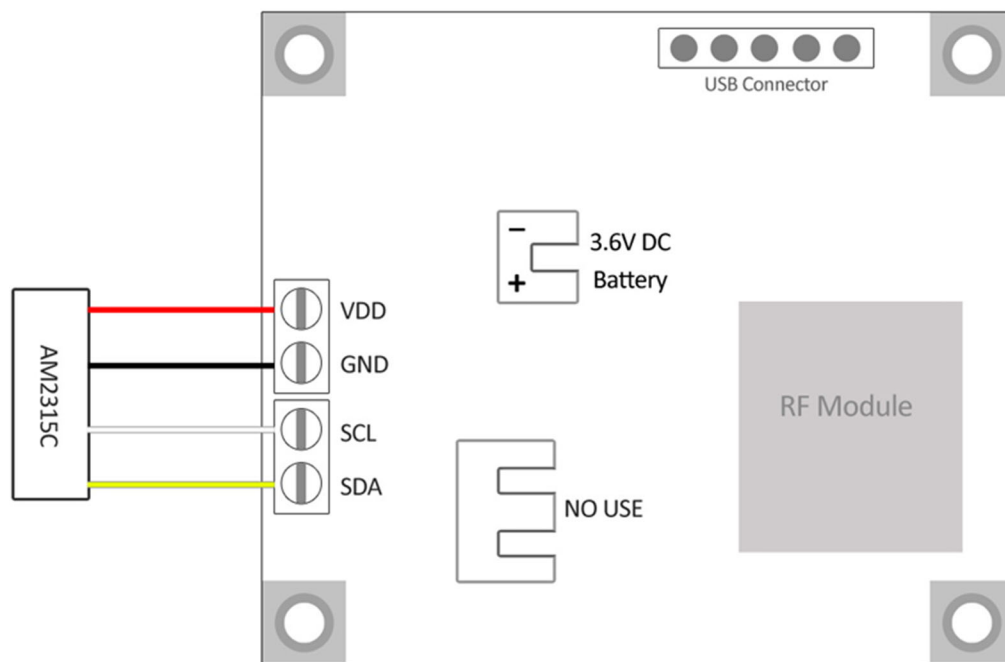 USB Connector
−
3.6V DC
+
Battery
VDD
GND
AM2315C
RF Module
SCL
SDA
NO USE